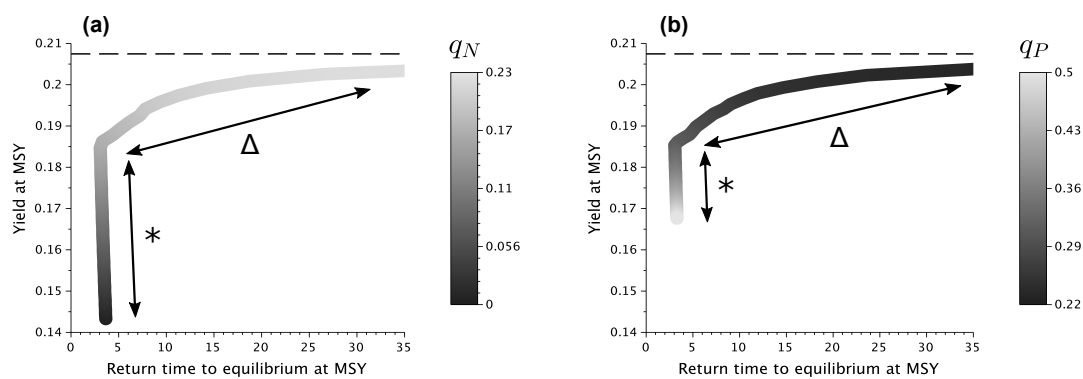 (a)
0.21
0.2
0.19
0.18
0.17
0.16
0.15
0.14
Yield at MSY
0 5 10 15 20 25 30 35
Return time to equilibrium at MSY
Δ
*
q_N
0.23
0.17
0.11
0.056
0
(b)
0.21
0.2
0.19
0.18
0.17
0.16
0.15
0.14
Yield at MSY
0 5 10 15 20 25 30 35
Return time to equilibrium at MSY
Δ
*
q_P
0.5
0.43
0.36
0.29
0.22